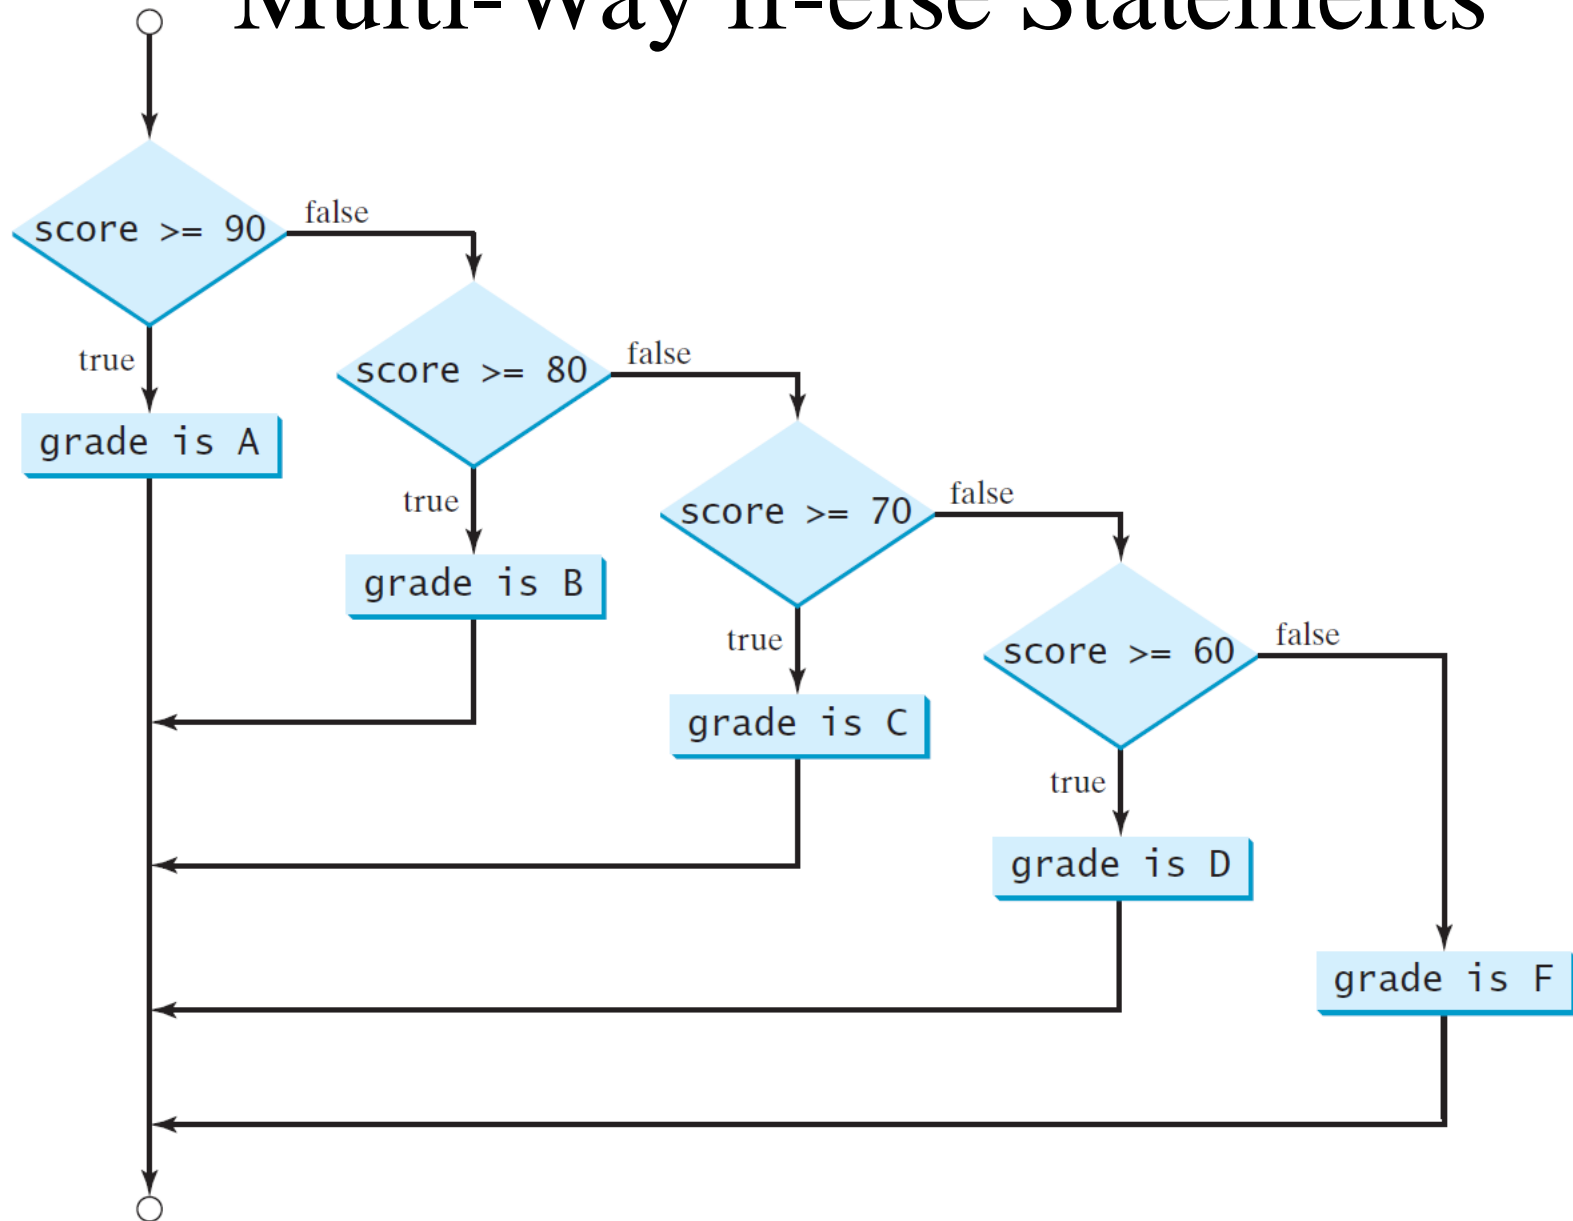 Multi-Way if-else Statements
score >= 90
false
true
score >= 80
false
grade is A
true
score >= 70
false
grade is B
true
score >= 60
false
grade is C
true
grade is D
grade is F